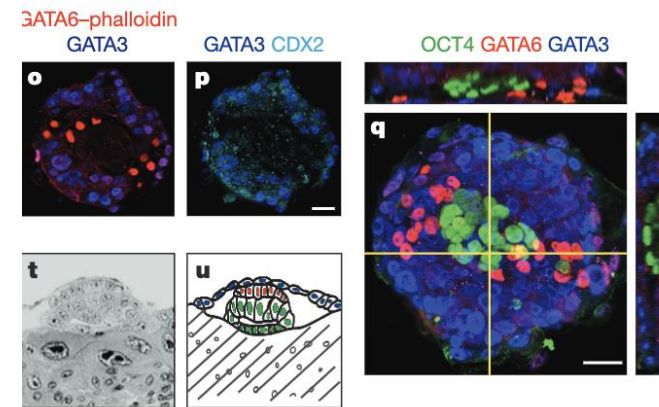 GATA6–phalloidin
GATA3
GATA3 CDX2
OCT4 GATA6 GATA3
o
p
q
t
u